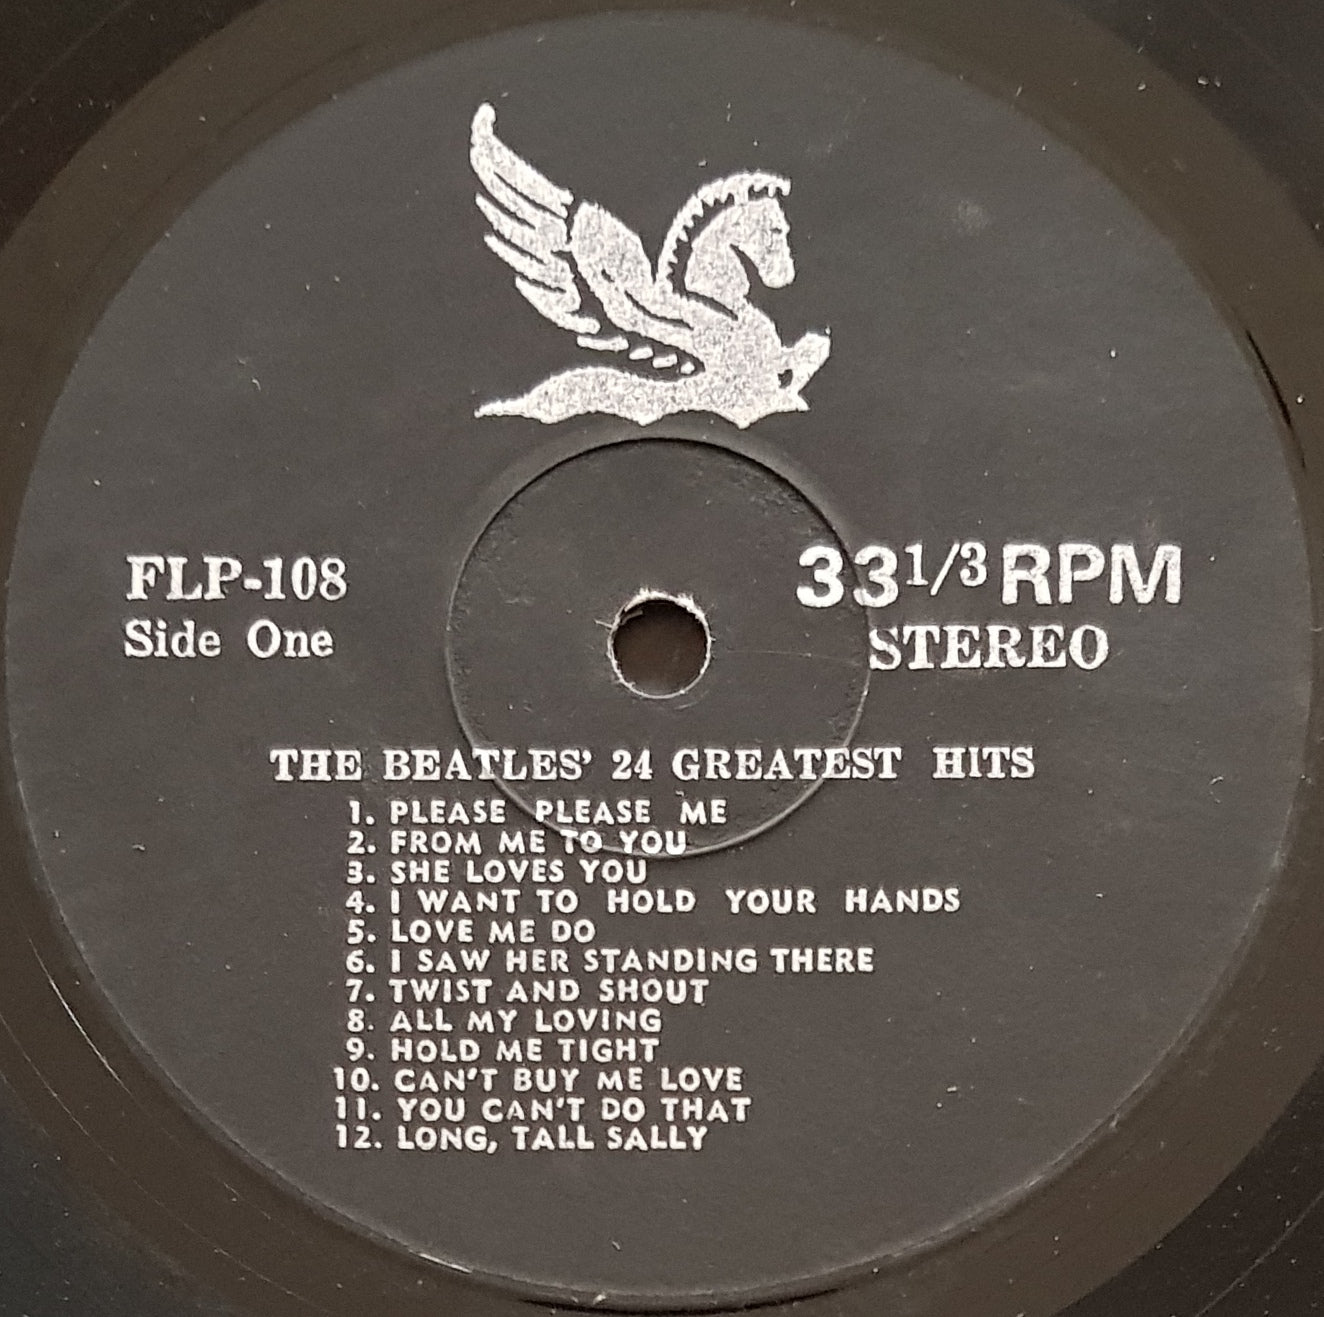 FLP-108
Side One
33 1/3 RPM
STEREO
THE BEATLES' 24 GREATEST HITS
1. PLEASE PLEASE ME
2. FROM ME TO YOU
3. SHE LOVES YOU
4. I WANT TO HOLD YOUR HANDS
5. LOVE ME DO
6. I SAW HER STANDING THERE
7. TWIST AND SHOUT
8. ALL MY LOVING
9. HOLD ME TIGHT
10. CAN'T BUY ME LOVE
11. YOU CAN'T DO THAT
12. LONG, TALL SALLY